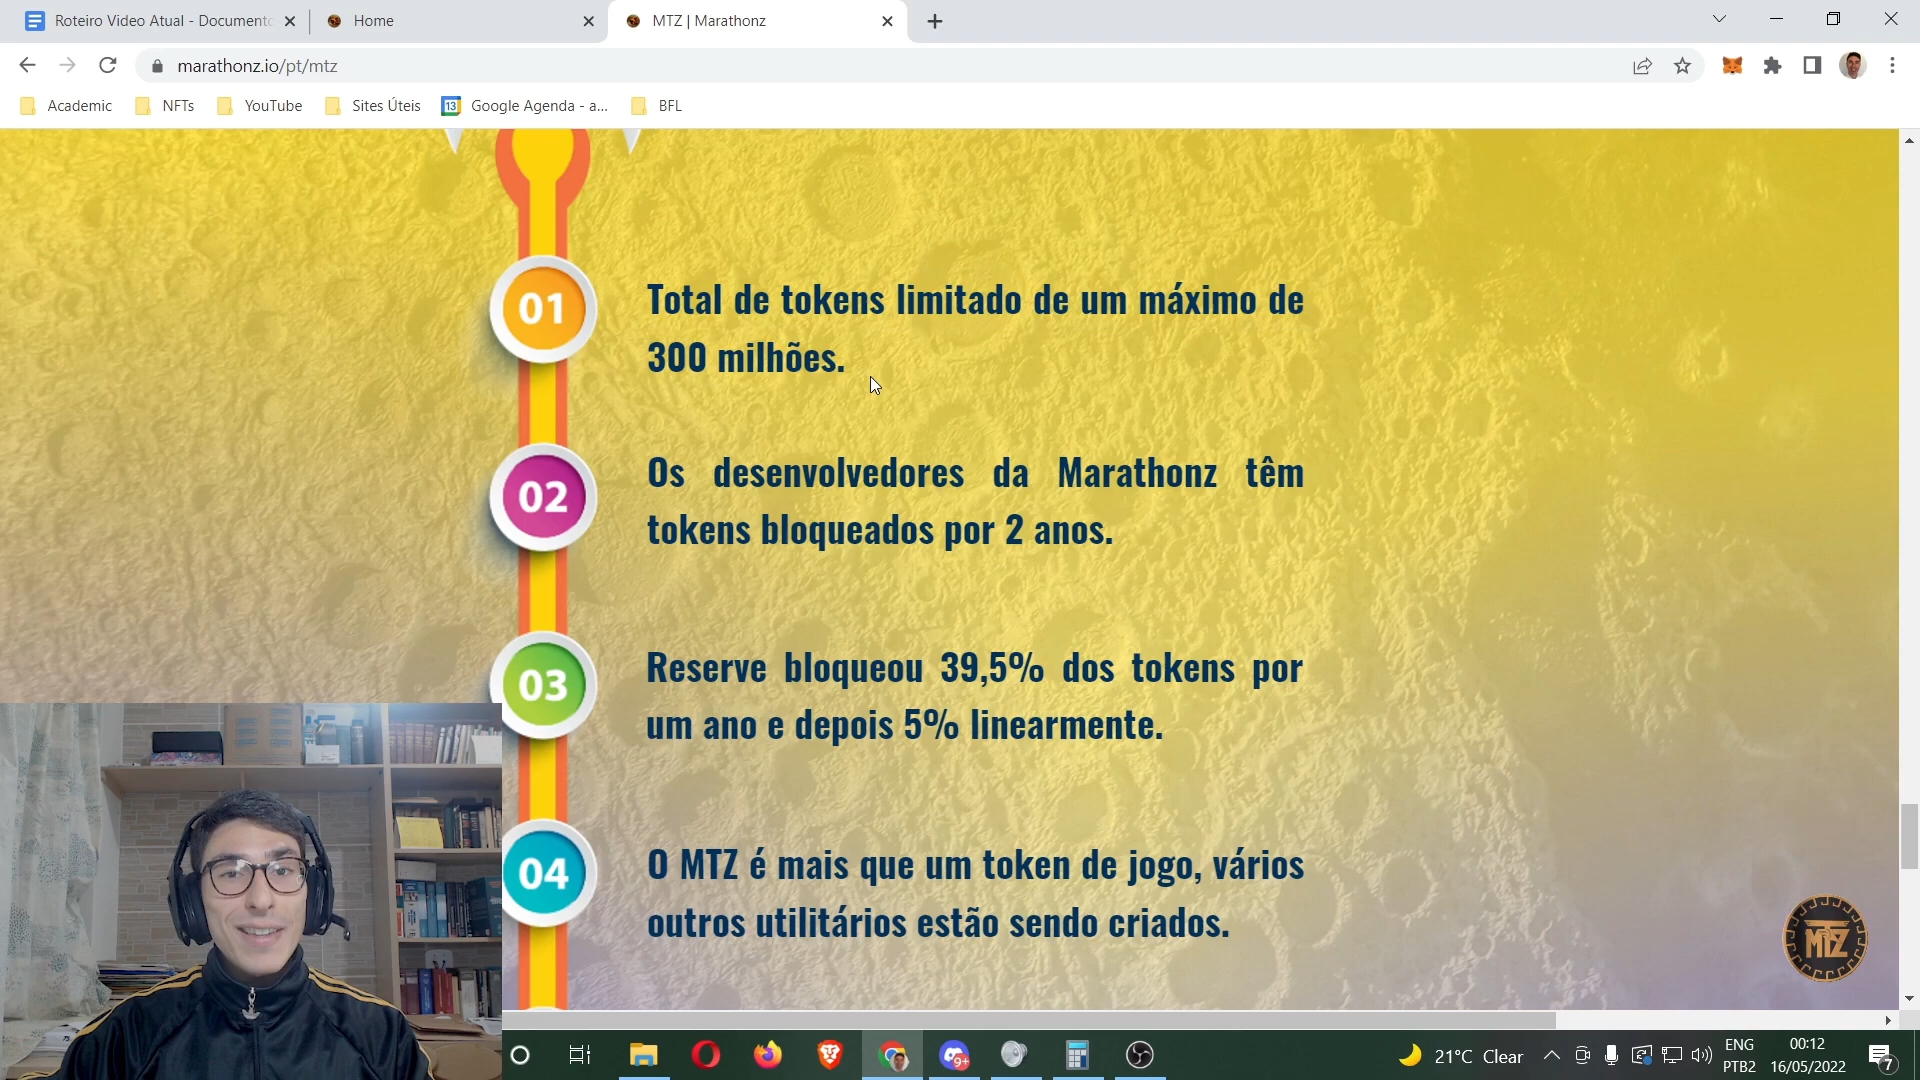 Roteiro Video Atual - Documento
Home
MTZ | Marathonz
marathonz.io/pt/mtz
Academic
NFTs
YouTube
Sites Úteis
13
Google Agenda - a...
BFL
01
Total de tokens limitado de um máximo de
300 milhões.
02
Os desenvolvedores da Marathonz têm
tokens bloqueados por 2 anos.
03
Reserve bloqueou 39,5% dos tokens por
um ano e depois 5% linearmente.
04
O MTZ é mais que um token de jogo, vários
outros utilitários estão sendo criados.
MTZ
9+
21°C Clear
ENG
PTB2
00:12
16/05/2022
7